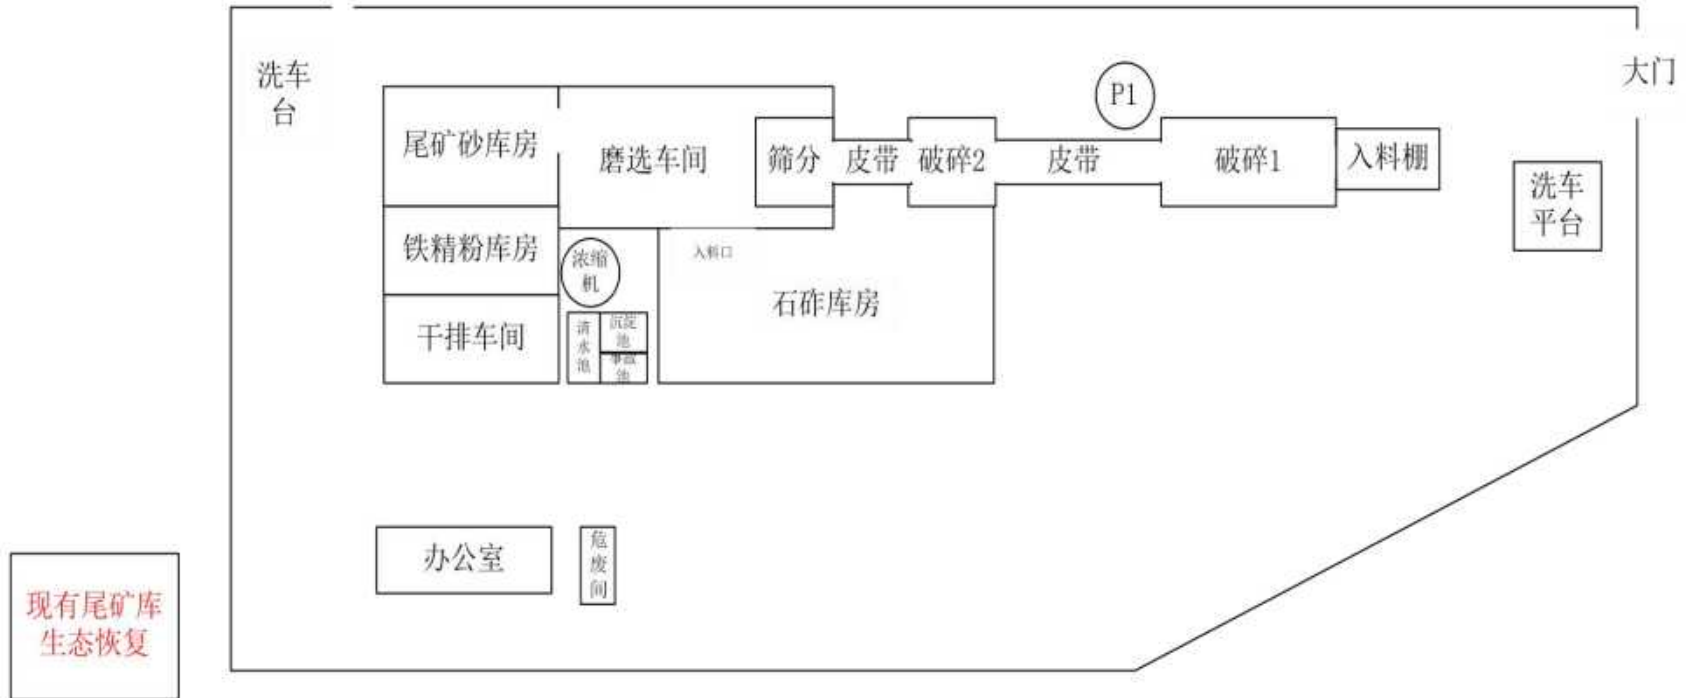 洗车
台
大门
P1
尾矿砂库房
磨选车间
筛分
皮带
破碎2
皮带
破碎1
入料棚
洗车
平台
铁精粉库房
浓缩
机
入料口
石砟库房
干排车间
清
水
池
沉淀
池
事故
池
办公室
危
废
间
现有尾矿库
生态恢复